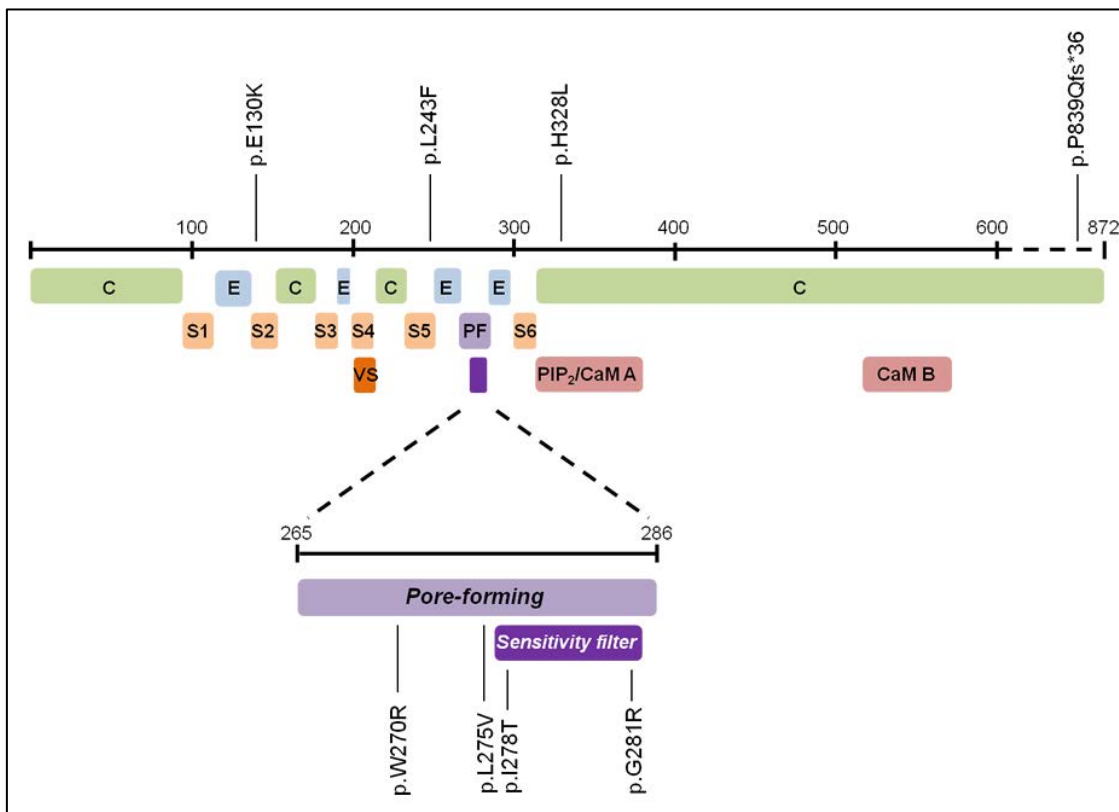 p.E130K
p.L243F
p.H328L
p.P839Qfs*36
100 200 300 400 500 600 872
C E C E C E E C
S1 S2 S3 S4 S5 PF S6
VS PIP₂/CaM A CaM B
265 286
Pore-forming
Sensitivity filter
p.W270R
p.L275V
p.I278T
p.G281R